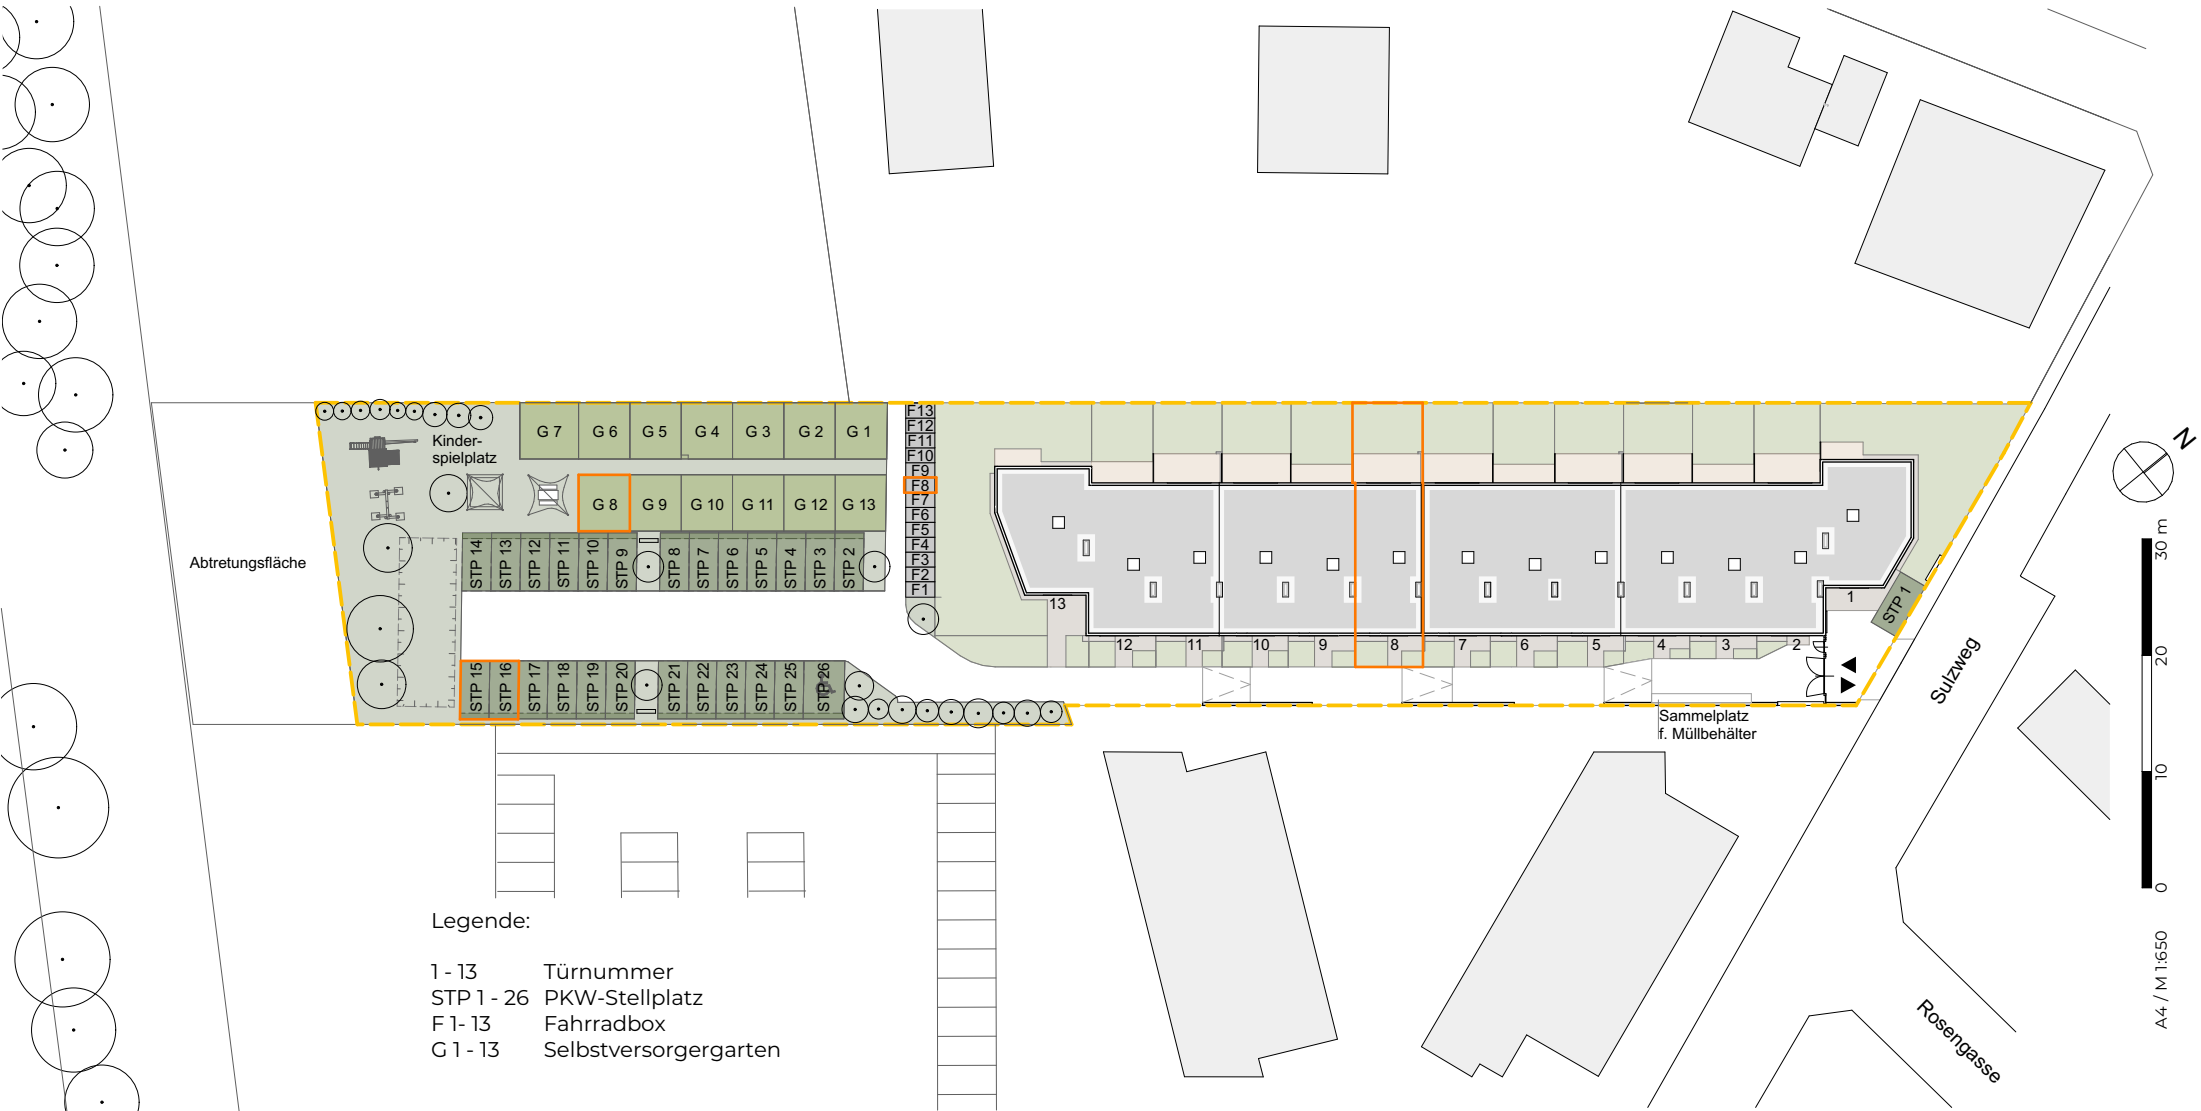 Kinder-
spielplatz
G 7 G 6 G 5 G 4 G 3 G 2 G 1
G 8 G 9 G 10 G 11 G 12 G 13
F13
F12
F11
F10
F9
F8
F7
F6
F5
F4
F3
F2
F1
STP 14 STP 13 STP 12 STP 11 STP 10 STP 9 STP 8 STP 7 STP 6 STP 5 STP 4 STP 3 STP 2
Abtretungsfläche
STP 15 STP 16 STP 17 STP 18 STP 19 STP 20 STP 21 STP 22 STP 23 STP 24 STP 25 STP 26
13 12 11 10 9 8 7 6 5 4 3 2 1
STP 1
Sammelplatz
f. Müllbehälter
Sulzweg
Rosengasse
N
30 m
20
10
0
A4 / M 1:650
Legende:
1 - 13 Türnummer
STP 1 - 26 PKW-Stellplatz
F 1- 13 Fahrradbox
G 1 - 13 Selbstversorgergarten